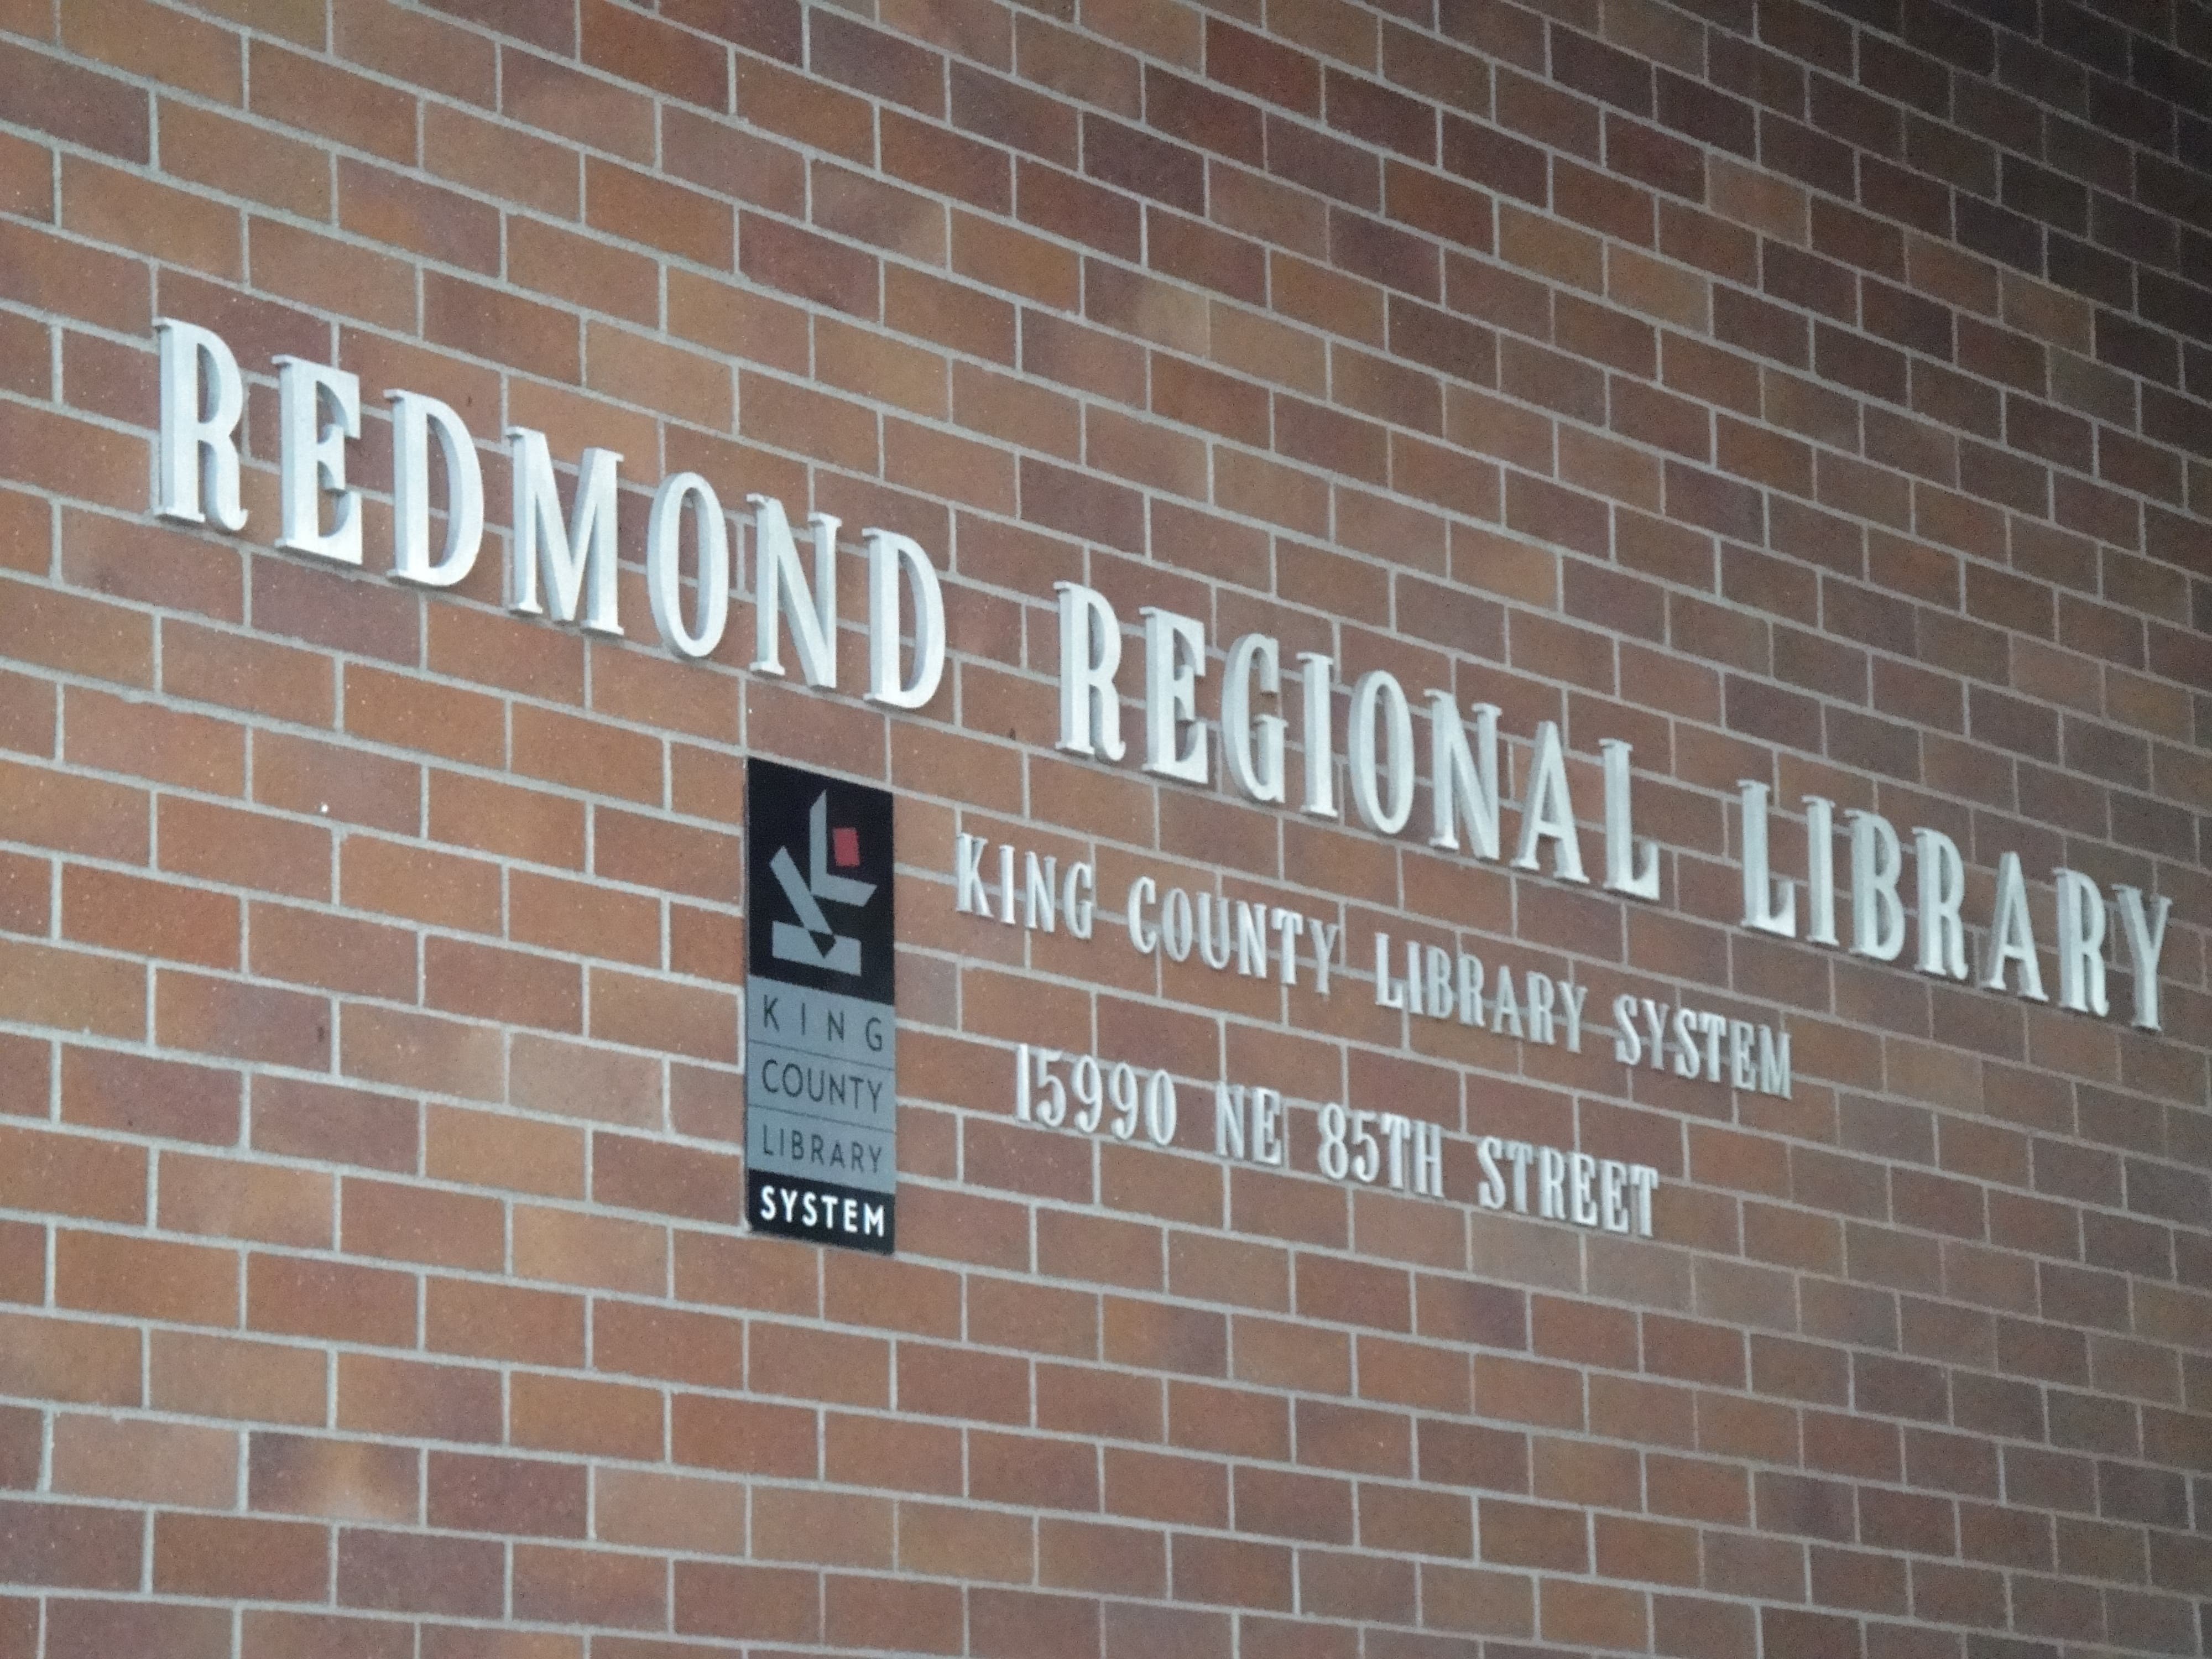 REDMOND REGIONAL LIBRARY
KING COUNTY LIBRARY SYSTEM
15990 NE 85TH STREET
KING
COUNTY
LIBRARY
SYSTEM